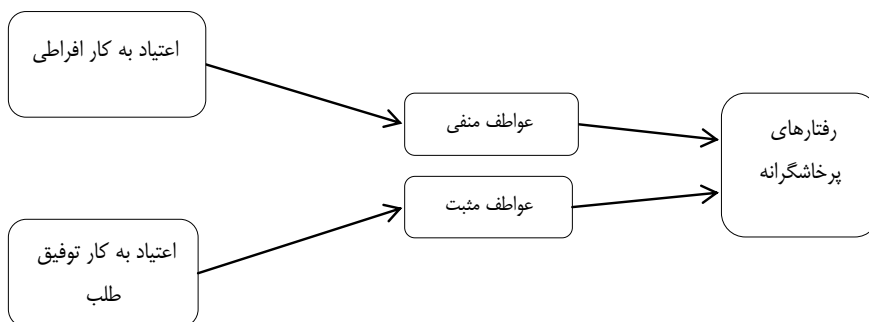 اعتیاد به کار افراطی
عواطف منفی
رفتارهای
پرخاشگرانه
عواطف مثبت
اعتیاد به کار توفیق
طلب